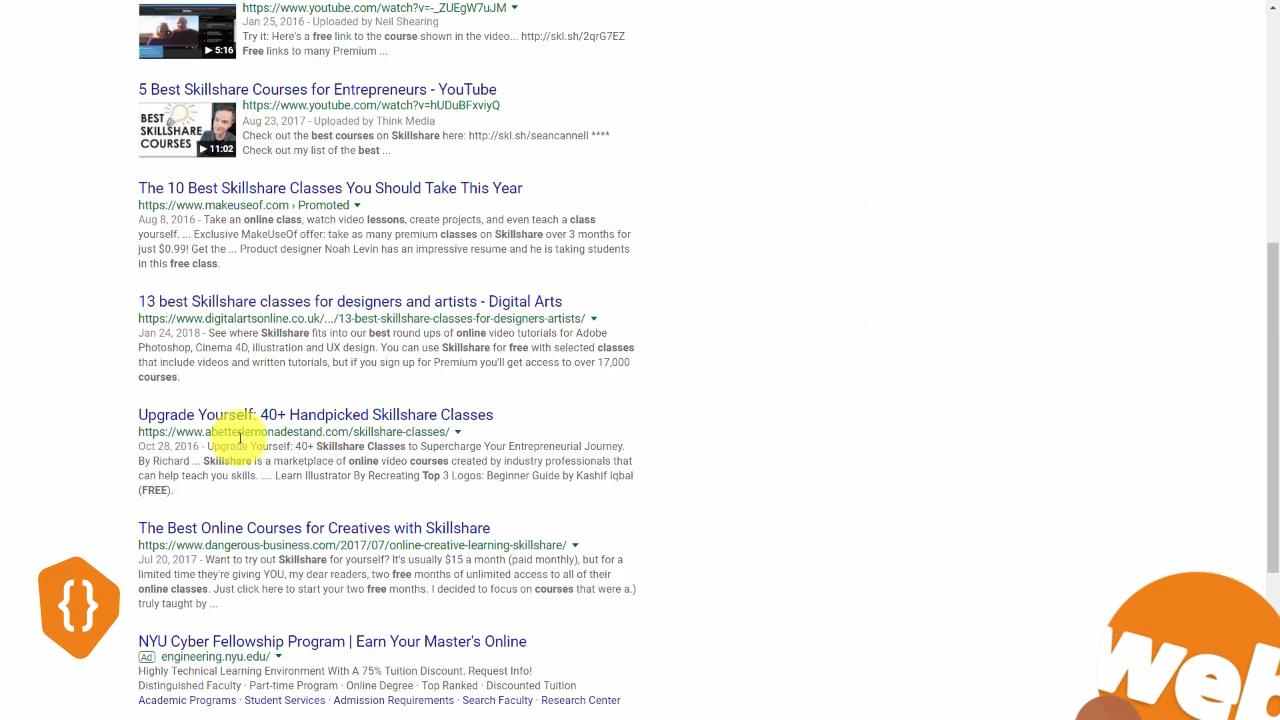 https://www.youtube.com/watch?v=-_ZUEgW7uJM
Jan 25, 2016 - Uploaded by Neil Shearing
Try it: Here's a free link to the course shown in the video... http://skl.sh/2qrG7EZ
Free links to many Premium ...
5:16
5 Best Skillshare Courses for Entrepreneurs - YouTube
https://www.youtube.com/watch?v=hUDUBFxviyQ
Aug 23, 2017 - Uploaded by Think Media
Check out the best courses on Skillshare here: http://skl.sh/seancannell ****
Check out my list of the best ...
BEST
SKILLSHARE
COURSES
11:02
The 10 Best Skillshare Classes You Should Take This Year
https://www.makeuseof.com › Promoted
Aug 8, 2016 - Take an online class, watch video lessons, create projects, and even teach a class
yourself. ... Exclusive MakeUseOf offer: take as many premium classes on Skillshare over 3 months for
just $0.99! Get the ... Product designer Noah Levin has an impressive resume and he is taking students
in this free class.
13 best Skillshare classes for designers and artists - Digital Arts
https://www.digitalartsonline.co.uk/.../13-best-skillshare-classes-for-designers-artists/
Jan 24, 2018 - See where Skillshare fits into our best round ups of online video tutorials for Adobe
Photoshop, Cinema 4D, illustration and UX design. You can use Skillshare for free with selected classes
that include videos and written tutorials, but if you sign up for Premium you'll get access to over 17,000
courses.
Upgrade Yourself: 40+ Handpicked Skillshare Classes
https://www.abetterlemonadestand.com/skillshare-classes/
Oct 28, 2016 - Upgrade Yourself: 40+ Skillshare Classes to Supercharge Your Entrepreneurial Journey.
By Richard ... Skillshare is a marketplace of online video courses created by industry professionals that
can help teach you skills. .... Learn Illustrator By Recreating Top 3 Logos: Beginner Guide by Kashif Iqbal
(FREE).
The Best Online Courses for Creatives with Skillshare
https://www.dangerous-business.com/2017/07/online-creative-learning-skillshare/
Jul 20, 2017 - Want to try out Skillshare for yourself? It's usually $15 a month (paid monthly), but for a
limited time they're giving YOU, my dear readers, two free months of unlimited access to all of their
online classes. Just click here to start your two free months. I decided to focus on courses that were a.)
truly taught by ...
NYU Cyber Fellowship Program | Earn Your Master's Online
Ad engineering.nyu.edu/
Highly Technical Learning Environment With A 75% Tuition Discount. Request Info!
Distinguished Faculty · Part-time Program · Online Degree · Top Ranked · Discounted Tuition
Academic Programs · Student Services · Admission Requirements · Search Faculty · Research Center
{}
web